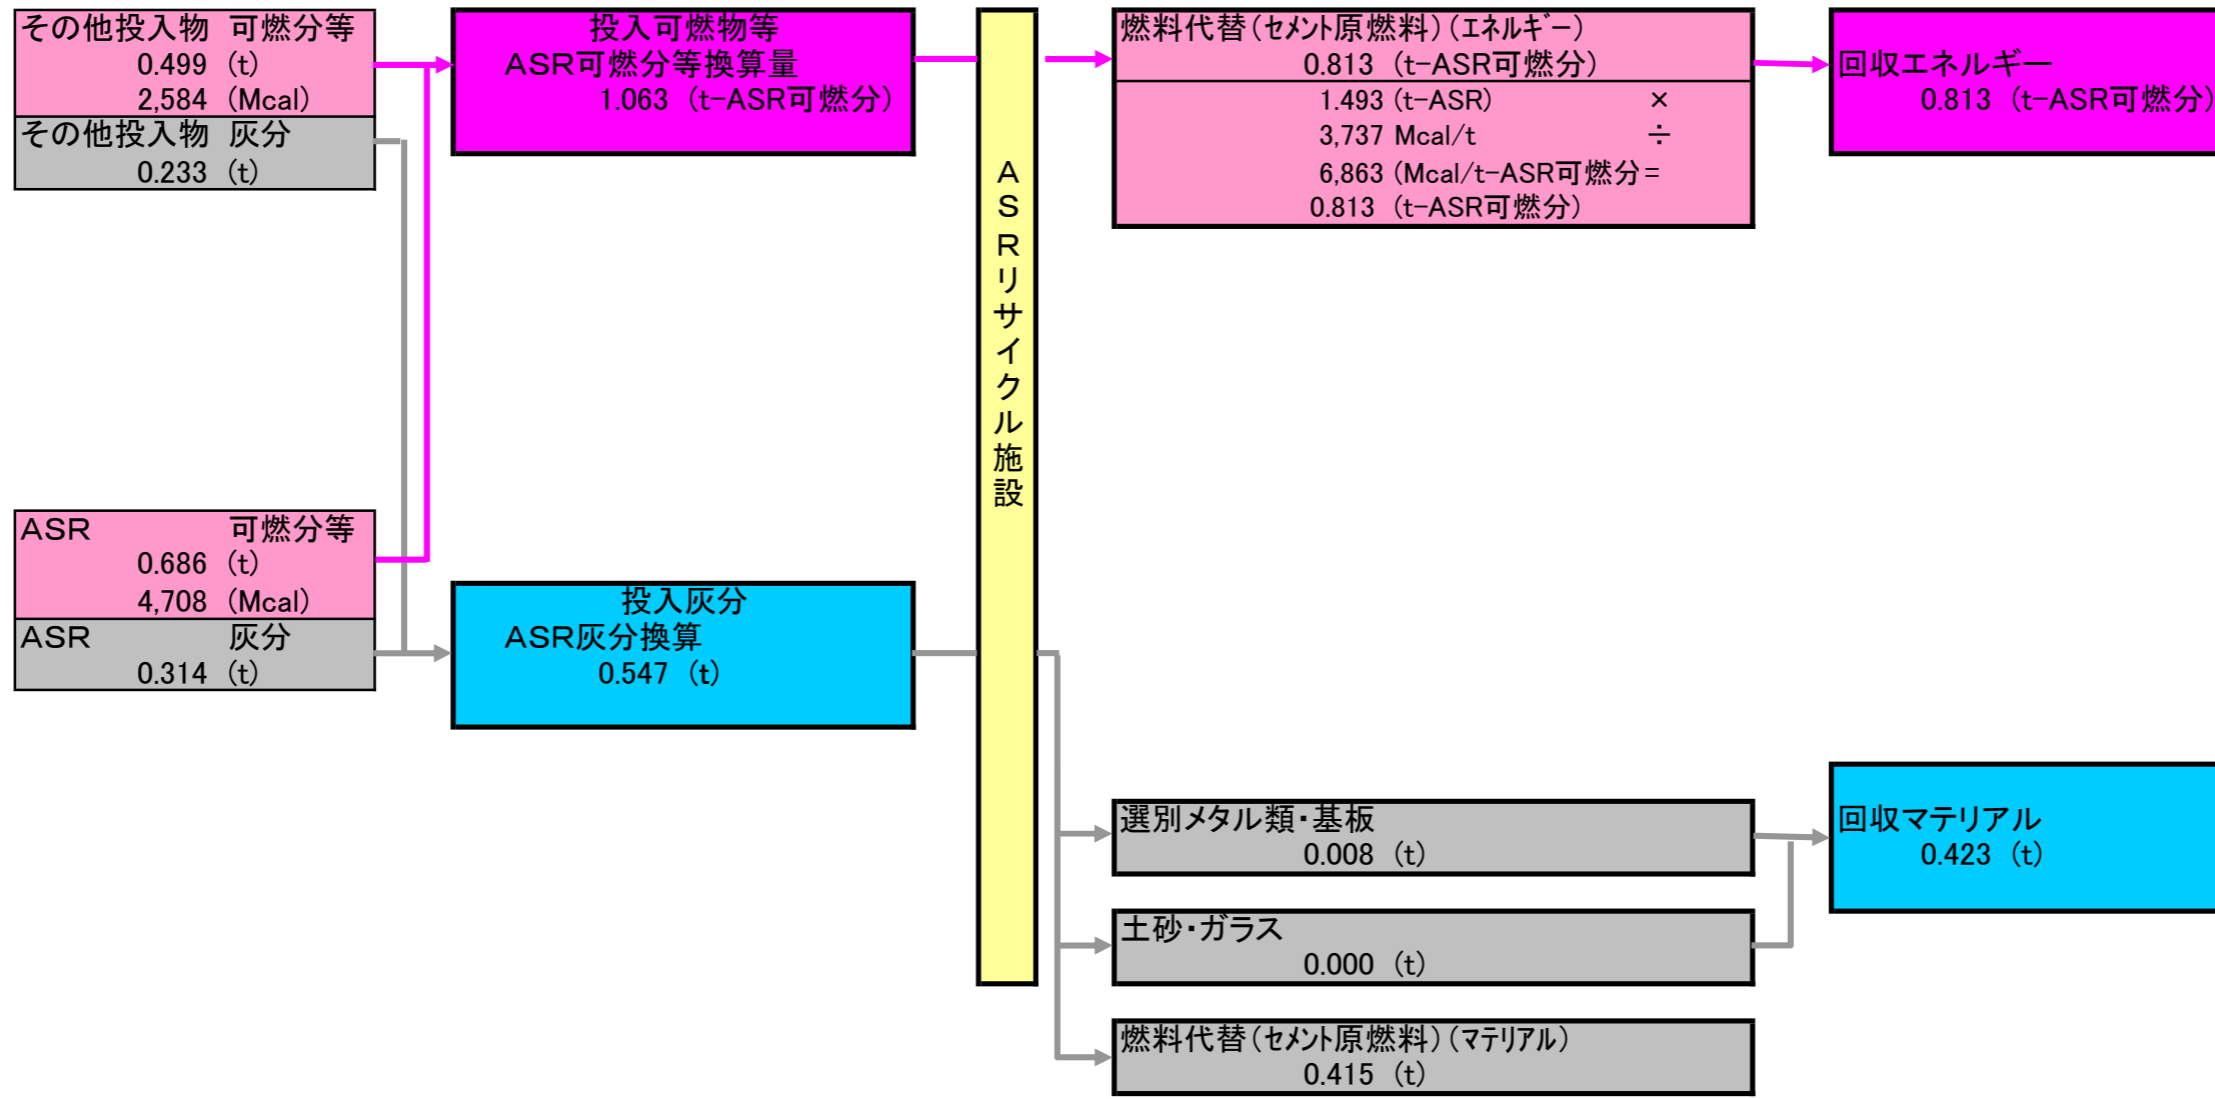 その他投入物 可燃分等
0.499 (t)
2,584 (Mcal)
その他投入物 灰分
0.233 (t)
ASR 可燃分等
0.686 (t)
4,708 (Mcal)
ASR 灰分
0.314 (t)
投入可燃物等
ASR可燃分等換算量
1.063 (t-ASR可燃分)
投入灰分
ASR灰分換算
0.547 (t)
ASRリサイクル施設
燃料代替(セメント原燃料)(エネルギー)
0.813 (t-ASR可燃分)
1.493 (t-ASR) ×
3,737 Mcal/t ÷
6,863 (Mcal/t-ASR可燃分=
0.813 (t-ASR可燃分)
選別メタル類・基板
0.008 (t)
土砂・ガラス
0.000 (t)
燃料代替(セメント原燃料)(マテリアル)
0.415 (t)
回収エネルギー
0.813 (t-ASR可燃分)
回収マテリアル
0.423 (t)